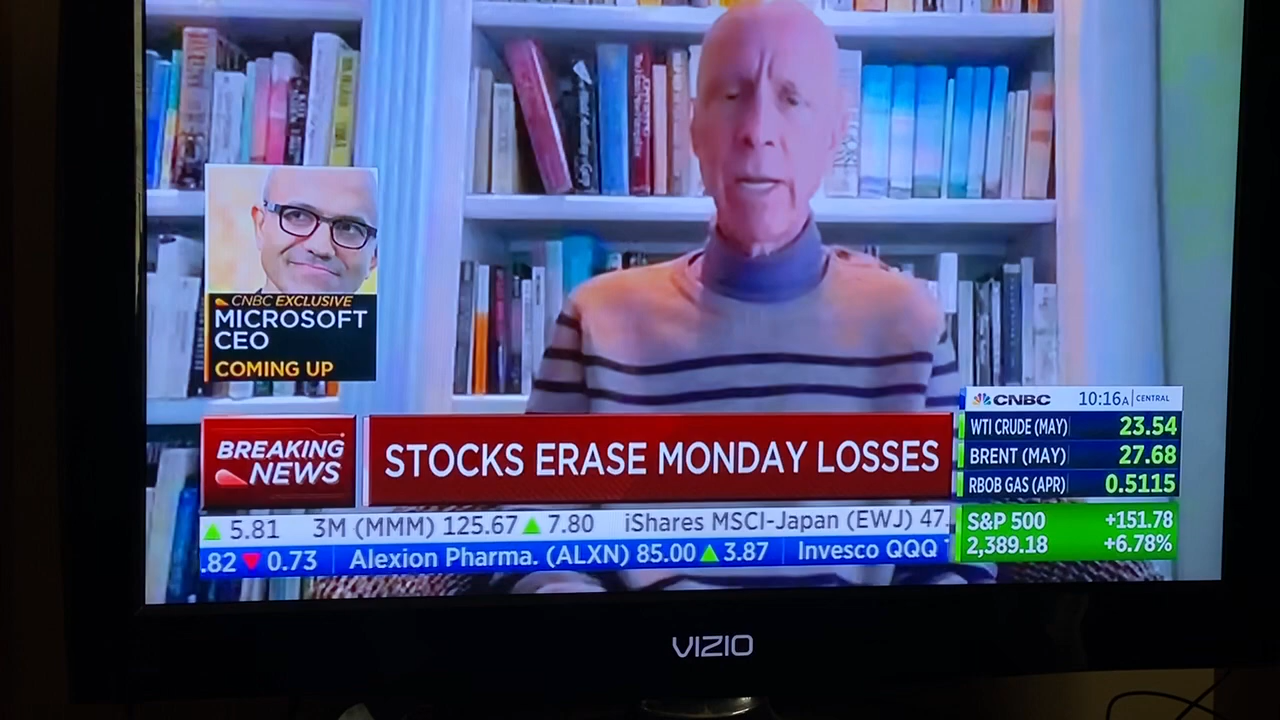 CNBC EXCLUSIVE
MICROSOFT
CEO
COMING UP
BREAKING
NEWS
STOCKS ERASE MONDAY LOSSES
CNBC 10:16A CENTRAL
WTI CRUDE (MAY) 23.54
BRENT (MAY) 27.68
RBOB GAS (APR) 0.5115
S&P 500 +151.78
2,389.18 +6.78%
▲ 5.81 3M (MMM) 125.67 ▲ 7.80 iShares MSCI-Japan (EWJ) 47.
.82 ▼ 0.73 Alexion Pharma. (ALXN) 85.00 ▲ 3.87 Invesco QQQ
VIZIO